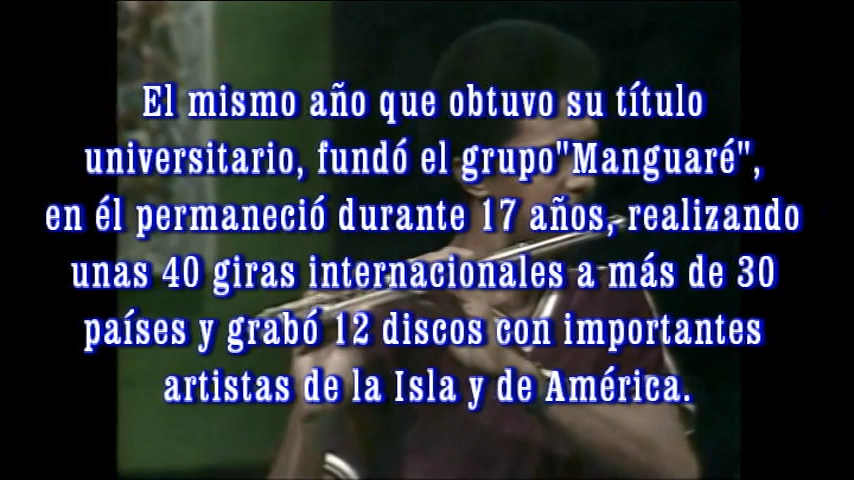 El mismo año que obtuvo su título
universitario, fundó el grupo"Manguaré",
en él permaneció durante 17 años, realizando
unas 40 giras internacionales a más de 30
países y grabó 12 discos con importantes
artistas de la Isla y de América.